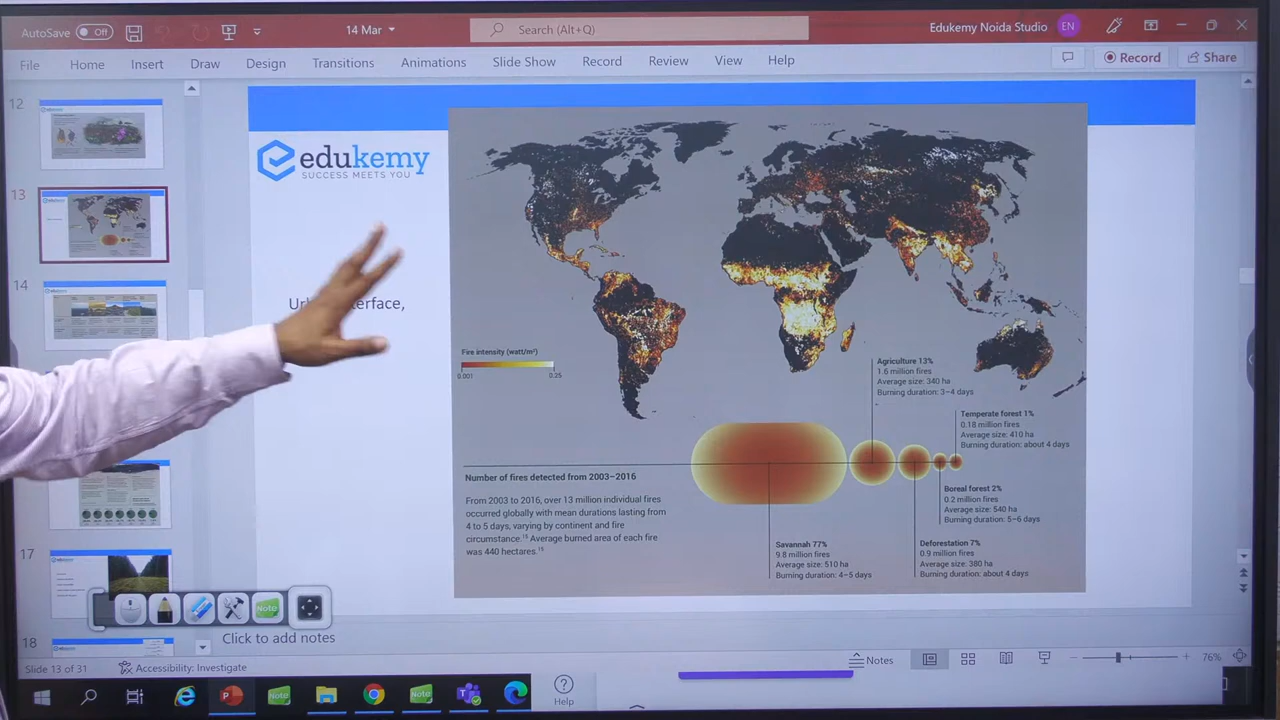 AutoSave Off
14 Mar
Search (Alt+Q)
Edukemy Noida Studio EN
File Home Insert Draw Design Transitions Animations Slide Show Record Review View Help
Record Share
12
13
14
17
18
edukemy
SUCCESS MEETS YOU
Fire intensity (watt/m²)
0.001 0.25
Agriculture 13%
1.6 million fires
Average size: 340 ha
Burning duration: 3–4 days
Temperate forest 1%
0.18 million fires
Average size: 410 ha
Burning duration: about 4 days
Number of fires detected from 2003–2016
From 2003 to 2016, over 13 million individual fires
occurred globally with mean durations lasting from
4 to 5 days, varying by continent and fire
circumstance.¹⁵ Average burned area of each fire
was 440 hectares.¹⁵
Boreal forest 2%
0.2 million fires
Average size: 540 ha
Burning duration: 5–6 days
Savannah 77%
9.8 million fires
Average size: 510 ha
Burning duration: 4–5 days
Deforestation 7%
0.9 million fires
Average size: 380 ha
Burning duration: about 4 days
Note
Click to add notes
Slide 13 of 31 Accessibility: Investigate
Notes
76%
Help